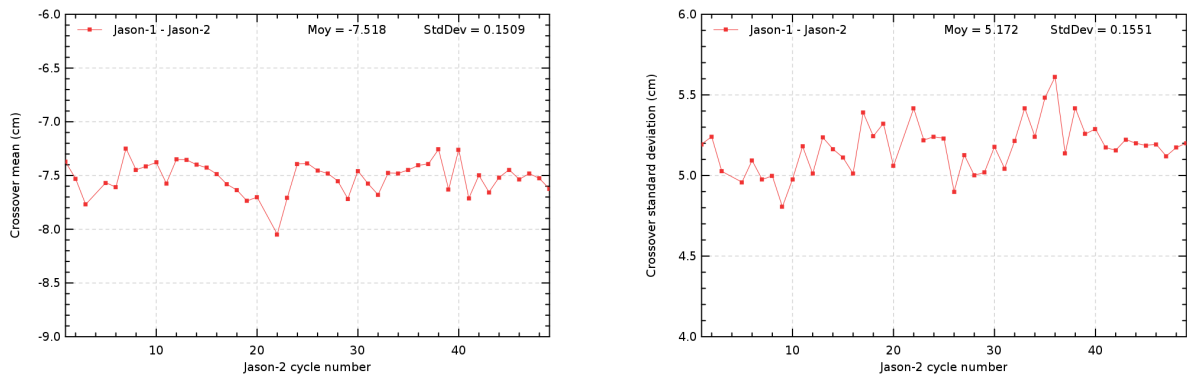 Jason-1 - Jason-2 Moy = -7.518 StdDev = 0.1509
Crossover mean (cm)
-6.0
-6.5
-7.0
-7.5
-8.0
-8.5
-9.0
10 20 30 40
Jason-2 cycle number
Jason-1 - Jason-2 Moy = 5.172 StdDev = 0.1551
Crossover standard deviation (cm)
6.0
5.5
5.0
4.5
4.0
10 20 30 40
Jason-2 cycle number